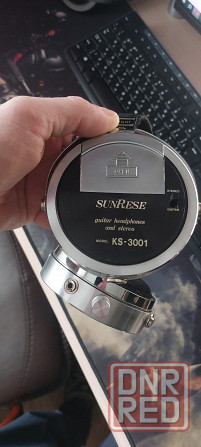 SUNRESE
guitar headphones
and stereo
MODEL KS-3001
STEREO
GUITAR
DNR
RED